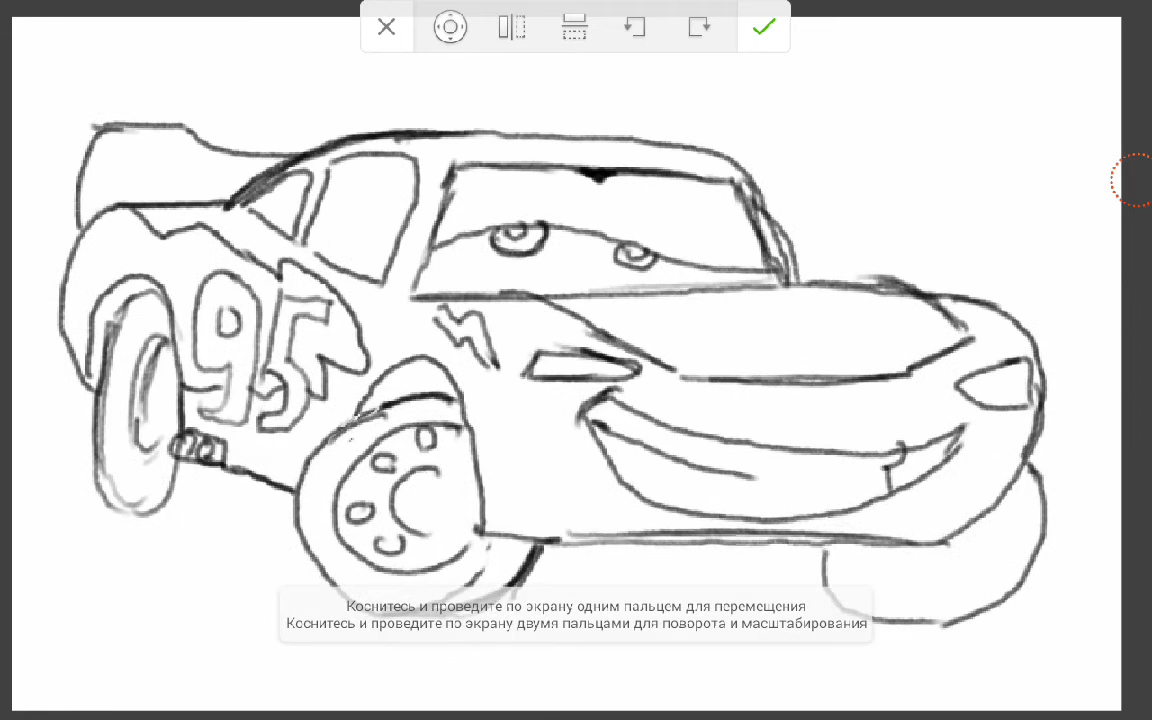 95
Коснитесь и проведите по экрану одним пальцем для перемещения
Коснитесь и проведите по экрану двумя пальцами для поворота и масштабирования